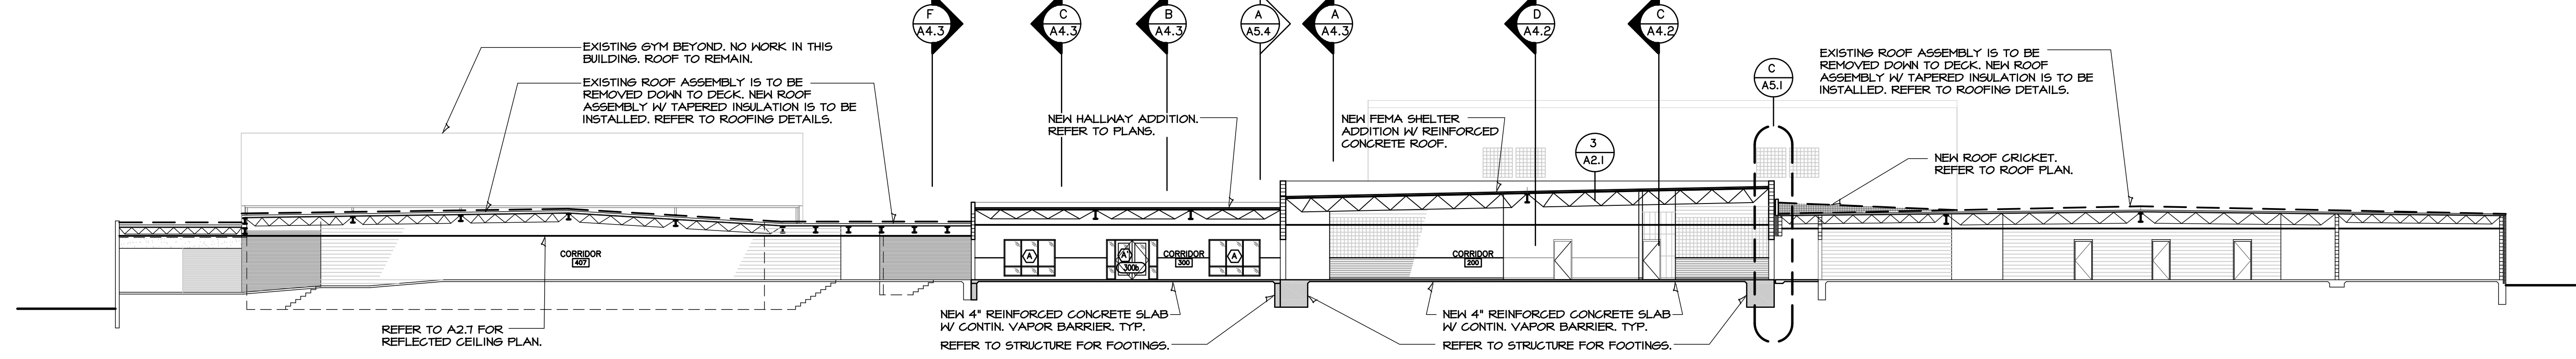 F
A4.3
C
A4.3
B
A4.3
A
A5.4
A
A4.3
D
A4.2
C
A4.2
C
A5.1
3
A2.1
EXISTING GYM BEYOND. NO WORK IN THIS
BUILDING. ROOF TO REMAIN.
EXISTING ROOF ASSEMBLY IS TO BE
REMOVED DOWN TO DECK. NEW ROOF
ASSEMBLY W/ TAPERED INSULATION IS TO BE
INSTALLED. REFER TO ROOFING DETAILS.
NEW HALLWAY ADDITION.
REFER TO PLANS.
NEW FEMA SHELTER
ADDITION W/ REINFORCED
CONCRETE ROOF.
EXISTING ROOF ASSEMBLY IS TO BE
REMOVED DOWN TO DECK. NEW ROOF
ASSEMBLY W/ TAPERED INSULATION IS TO BE
INSTALLED. REFER TO ROOFING DETAILS.
NEW ROOF CRICKET.
REFER TO ROOF PLAN.
CORRIDOR
407
A
A
300b
CORRIDOR
300
A
CORRIDOR
200
REFER TO A2.7 FOR
REFLECTED CEILING PLAN.
NEW 4" REINFORCED CONCRETE SLAB
W/ CONTIN. VAPOR BARRIER. TYP.
REFER TO STRUCTURE FOR FOOTINGS.
NEW 4" REINFORCED CONCRETE SLAB
W/ CONTIN. VAPOR BARRIER. TYP.
REFER TO STRUCTURE FOR FOOTINGS.